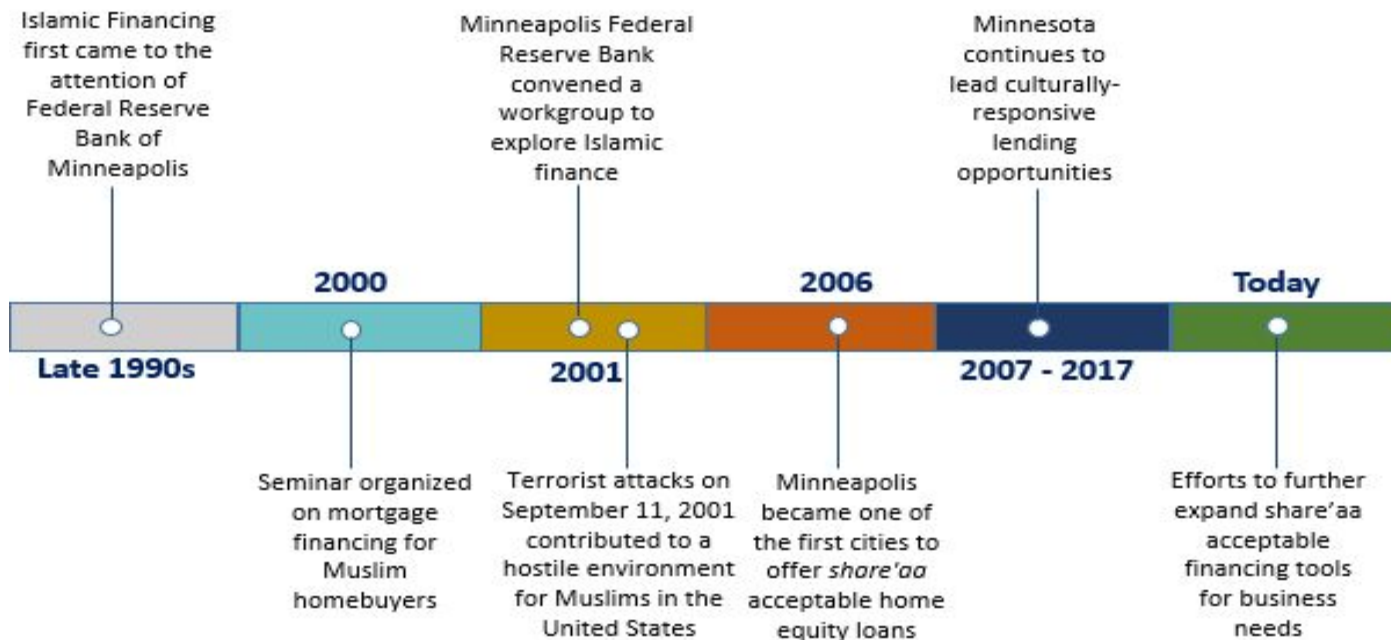 Islamic Financing
first came to the
attention of
Federal Reserve
Bank of
Minneapolis
Minneapolis Federal
Reserve Bank
convened a
workgroup to
explore Islamic
finance
Minnesota
continues to
lead culturally-
responsive
lending
opportunities
2000
2006
Today
Late 1990s
2001
2007 - 2017
Seminar organized
on mortgage
financing for
Muslim
homebuyers
Terrorist attacks on
September 11, 2001
contributed to a
hostile environment
for Muslims in the
United States
Minneapolis
became one of
the first cities to
offer share'aa
acceptable home
equity loans
Efforts to further
expand share'aa
acceptable
financing tools
for business
needs